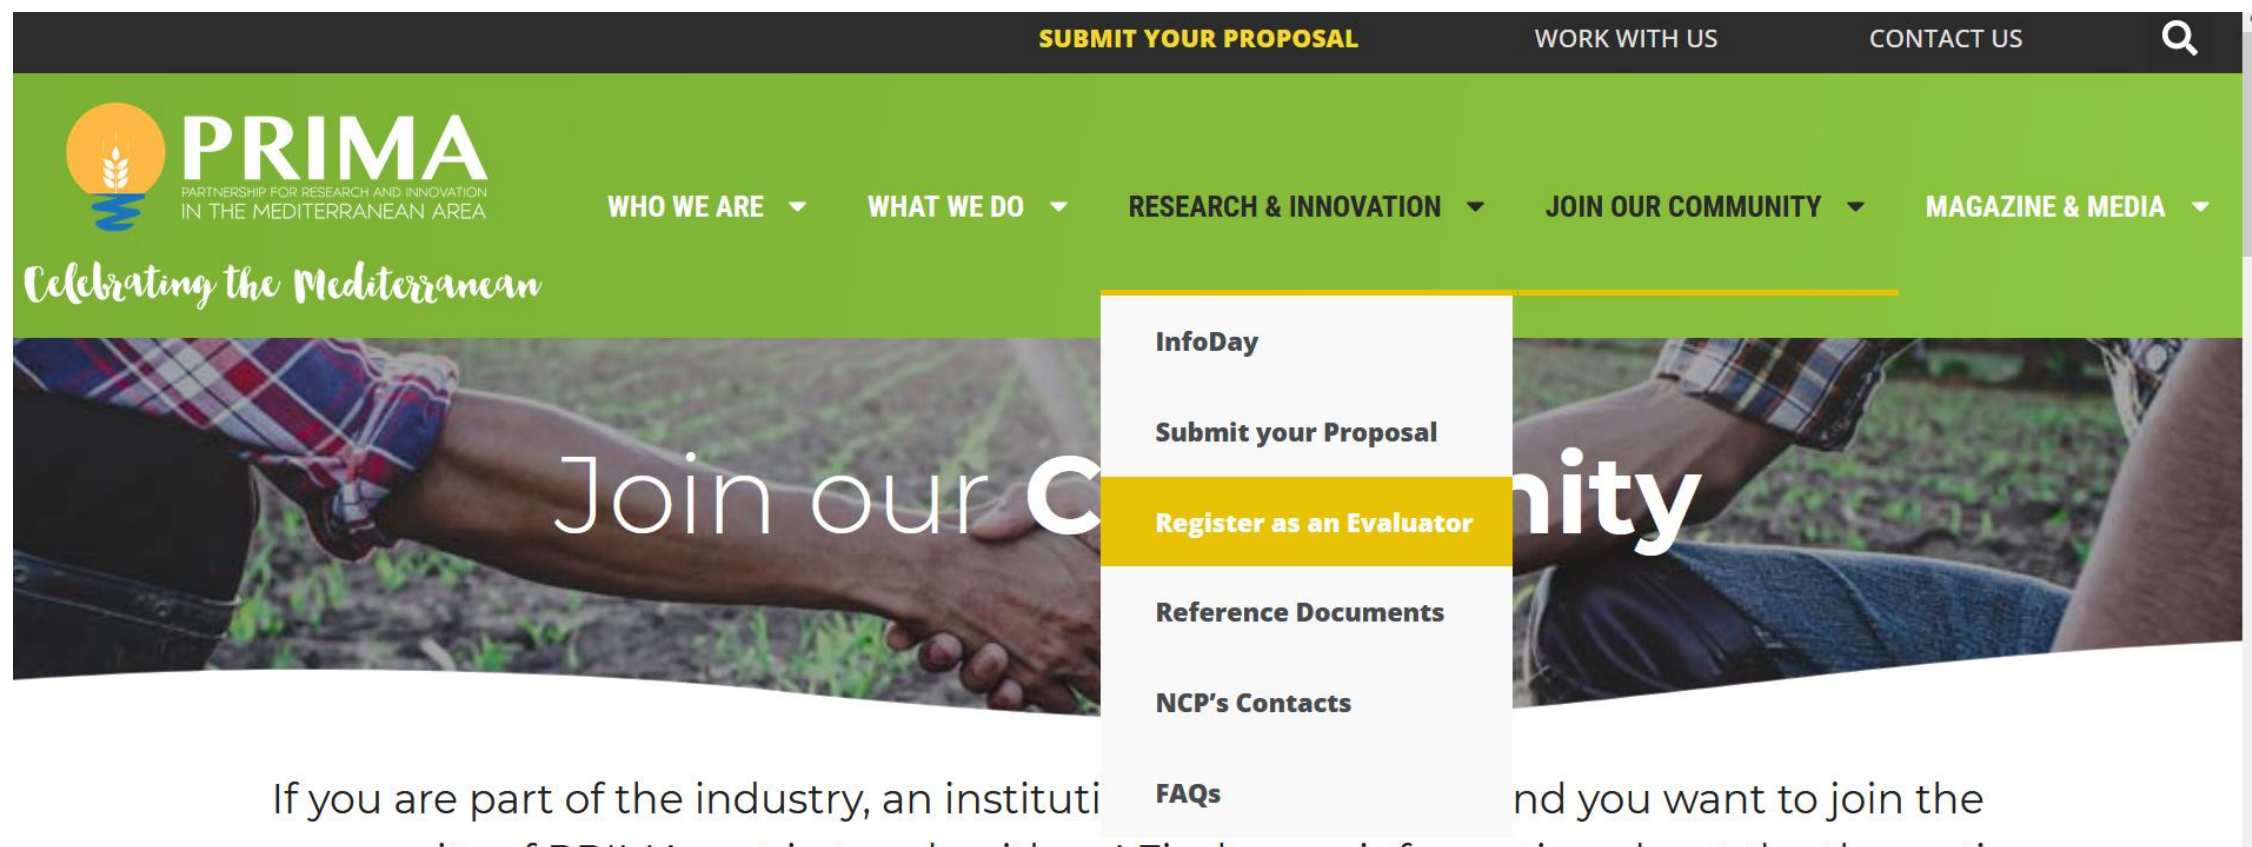 SUBMIT YOUR PROPOSAL WORK WITH US CONTACT US
PRIMA
PARTNERSHIP FOR RESEARCH AND INNOVATION
IN THE MEDITERRANEAN AREA
Celebrating the Mediterranean
WHO WE ARE WHAT WE DO RESEARCH & INNOVATION JOIN OUR COMMUNITY MAGAZINE & MEDIA
InfoDay
Submit your Proposal
Register as an Evaluator
Reference Documents
NCP's Contacts
FAQs
Join our C nity
If you are part of the industry, an instituti nd you want to join the